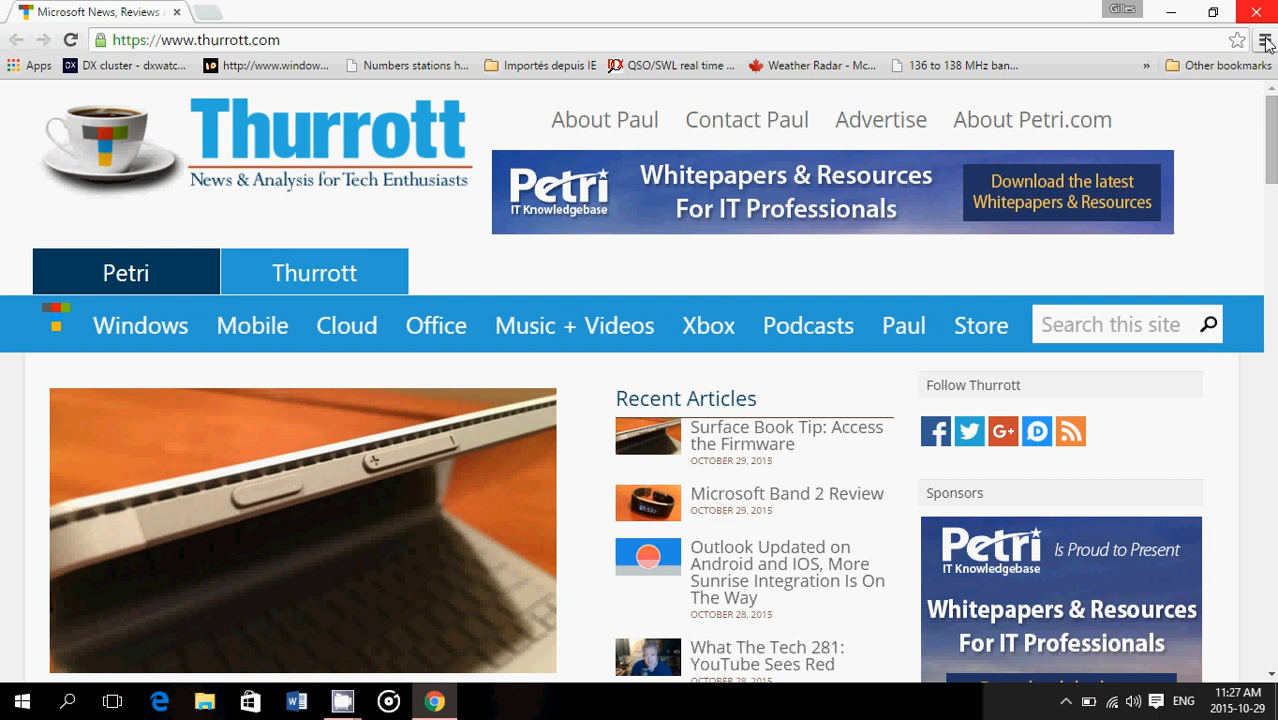 Microsoft News, Reviews
Gilles
https://www.thurrott.com
Apps
DX cluster - dxwatc...
http://www.window...
Numbers stations h...
Importés depuis IE
QSO/SWL real time ...
Weather Radar - Mc...
136 to 138 MHz ban...
»
Other bookmarks
Thurrott
News & Analysis for Tech Enthusiasts
About Paul
Contact Paul
Advertise
About Petri.com
Petri
IT Knowledgebase
Whitepapers & Resources
For IT Professionals
Download the latest
Whitepapers & Resources
Petri
Thurrott
Windows
Mobile
Cloud
Office
Music + Videos
Xbox
Podcasts
Paul
Store
Search this site
Recent Articles
Surface Book Tip: Access
the Firmware
OCTOBER 29, 2015
Microsoft Band 2 Review
OCTOBER 29, 2015
Outlook Updated on
Android and IOS, More
Sunrise Integration Is On
The Way
OCTOBER 28, 2015
What The Tech 281:
YouTube Sees Red
OCTOBER 28, 2015
Follow Thurrott
Sponsors
Petri
IT Knowledgebase
Is Proud to Present
Whitepapers & Resources
For IT Professionals
ENG
11:27 AM
2015-10-29